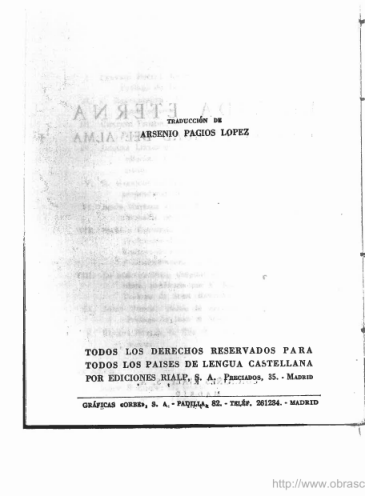 TRADUCCIÓN DE
ARSENIO PAGIOS LOPEZ
TODOS LOS DERECHOS RESERVADOS PARA
TODOS LOS PAISES DE LENGUA CASTELLANA
POR EDICIONES RIALP, S. A. PRECIADOS, 35. - MADRID
GRÁFICAS «ORBE», S. A. - PADILLA, 82. - TELÉF. 261234. - MADRID
http://www.obrasc